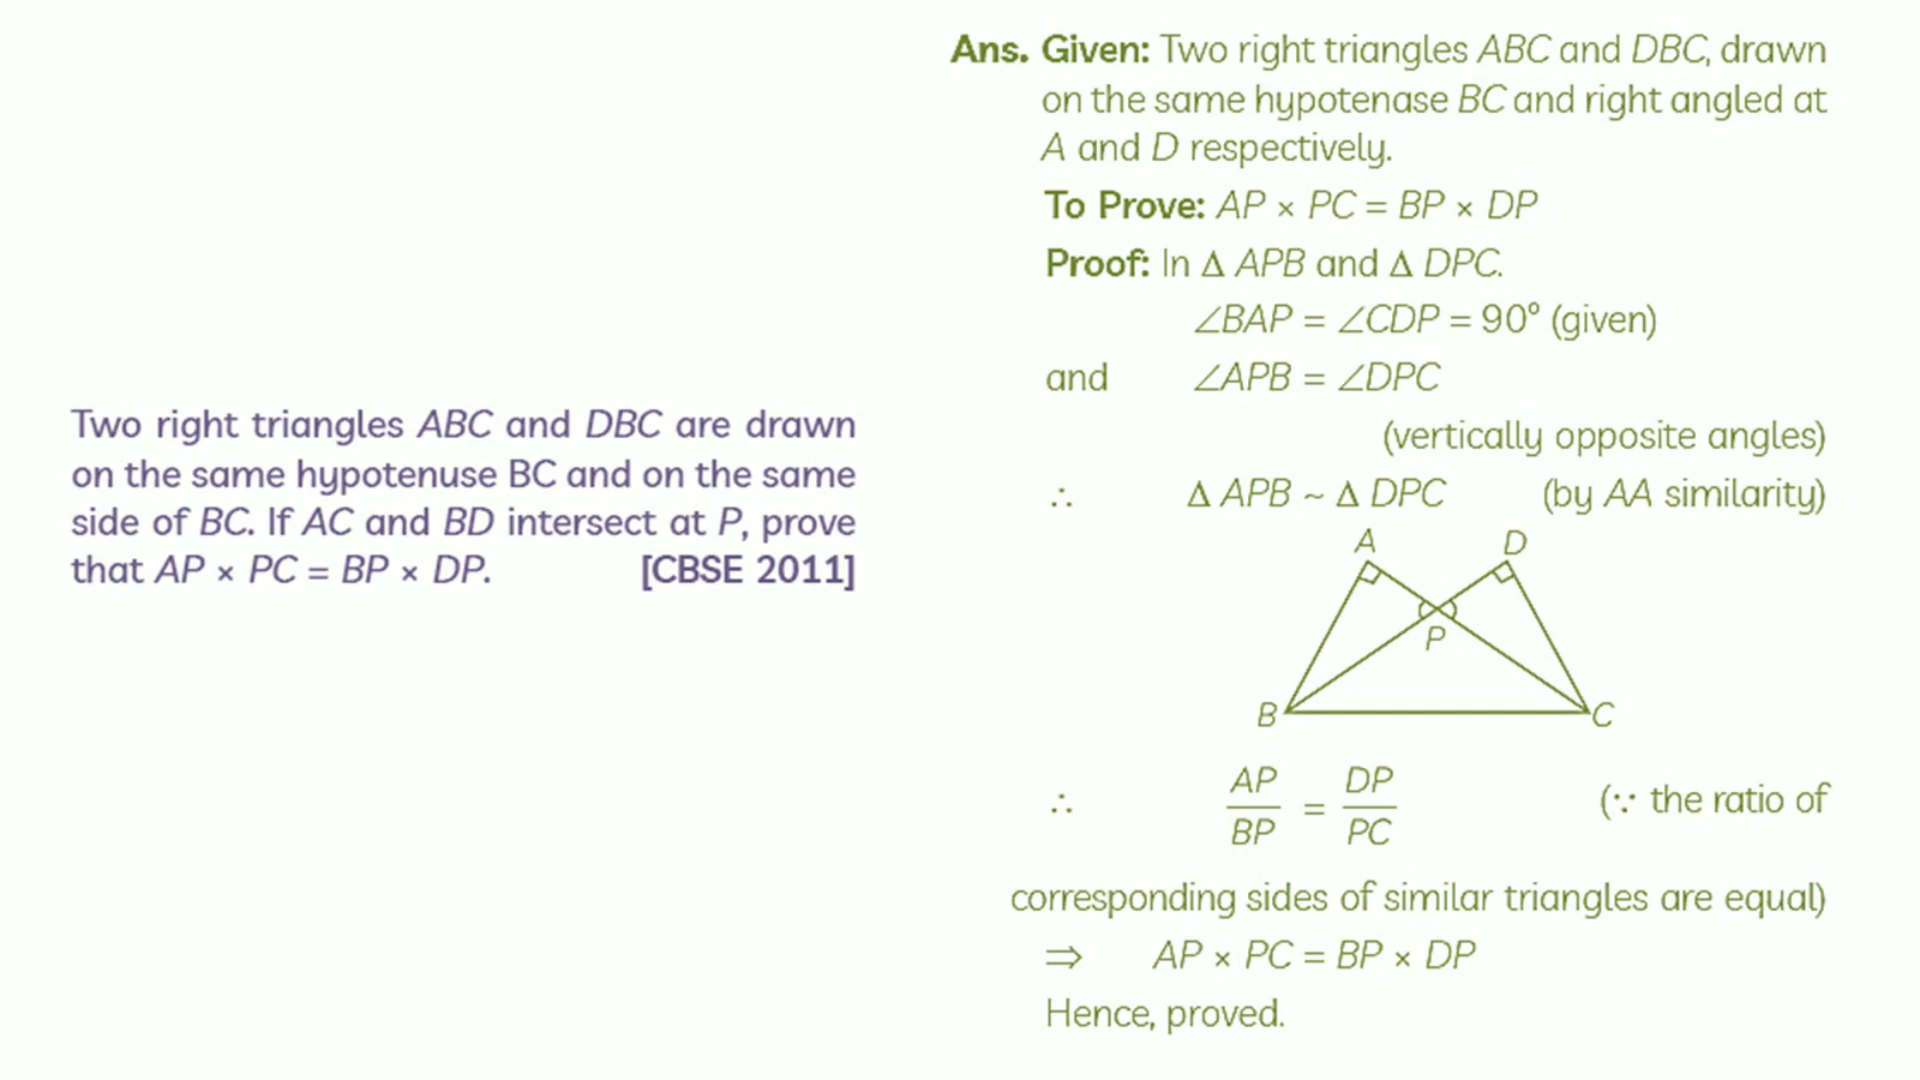 Two right triangles ABC and DBC are drawn
on the same hypotenuse BC and on the same
side of BC. If AC and BD intersect at P, prove
that AP × PC = BP × DP. [CBSE 2011]
Ans. Given: Two right triangles ABC and DBC, drawn
on the same hypotenase BC and right angled at
A and D respectively.
To Prove: AP × PC = BP × DP
Proof: In Δ APB and Δ DPC.
∠BAP = ∠CDP = 90° (given)
and ∠APB = ∠DPC
(vertically opposite angles)
∴ Δ APB ~ Δ DPC (by AA similarity)
A D
P
B C
∴ AP/BP = DP/PC (∵ the ratio of
corresponding sides of similar triangles are equal)
⇒ AP × PC = BP × DP
Hence, proved.